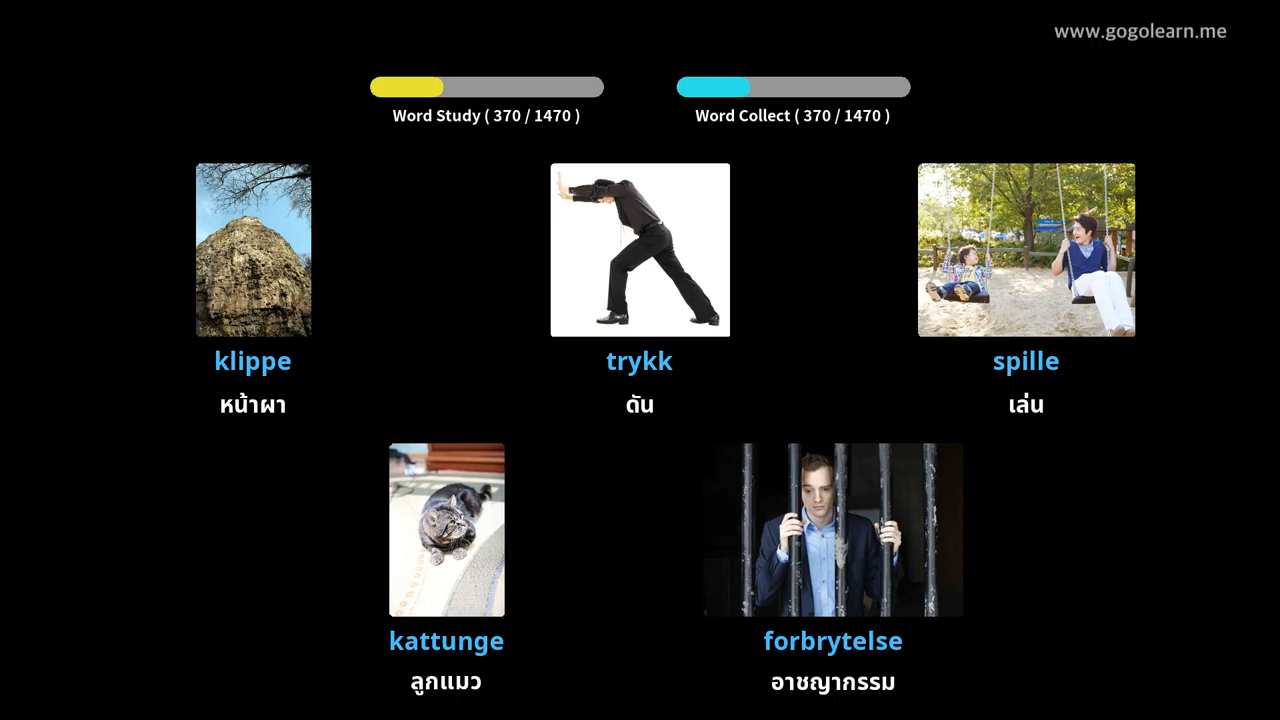 www.gogolearn.me
Word Study ( 370 / 1470 )
Word Collect ( 370 / 1470 )
klippe
หน้าผา
trykk
ดัน
spille
เล่น
kattunge
ลูกแมว
forbrytelse
อาชญากรรม